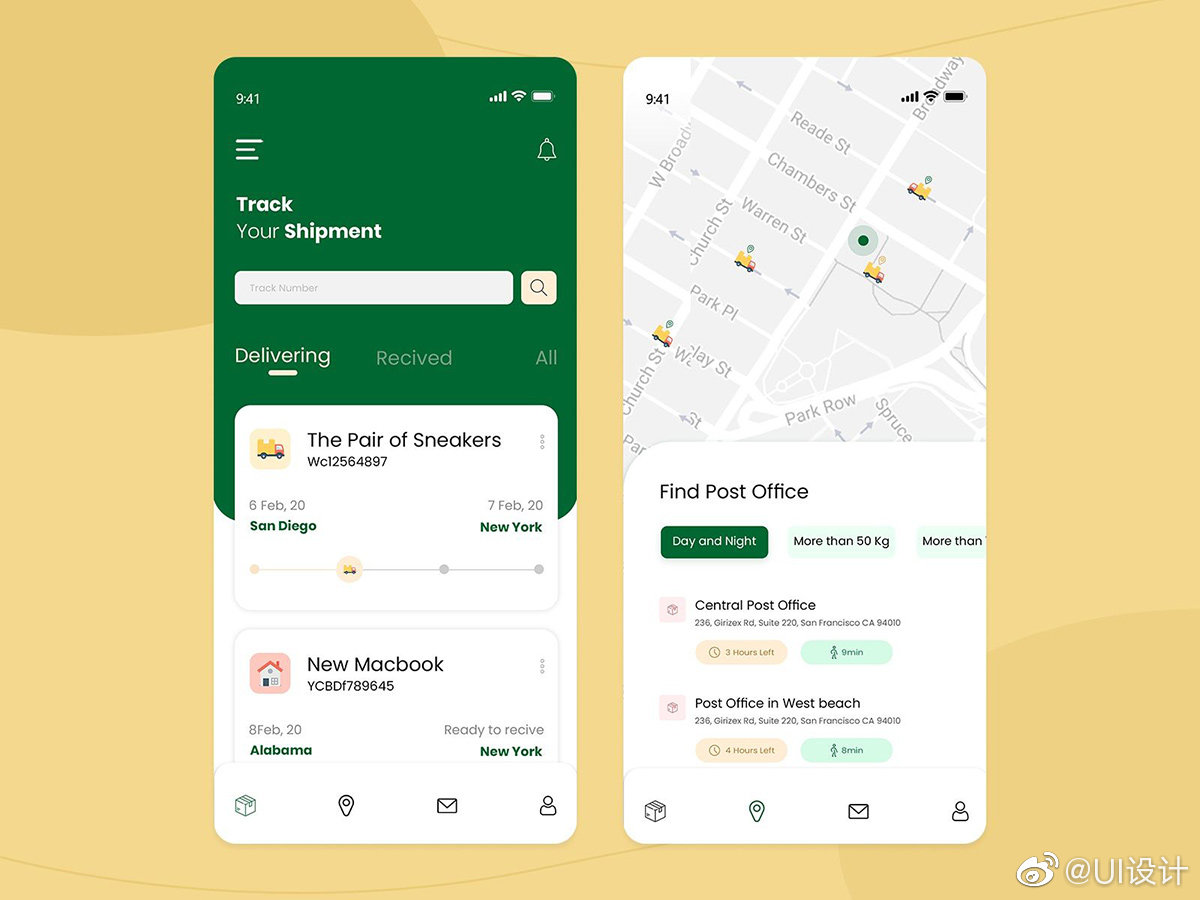 9:41
Track
Your Shipment
Track Number
Delivering
Recived
All
The Pair of Sneakers
Wc12564897
6 Feb, 20
7 Feb, 20
San Diego
New York
New Macbook
YCBDf789645
8Feb, 20
Ready to recive
Alabama
New York
9:41
Broadway
Reade St
W Broad
Chambers St
Warren St
Church St
Park Pl
Church St
St
Park Row
Spruce
Find Post Office
Day and Night
More than 50 Kg
More than
Central Post Office
236, Girizex Rd, Suite 220, San Francisco CA 94010
3 Hours Left
9min
Post Office in West beach
236, Girizex Rd, Suite 220, San Francisco CA 94010
4 Hours Left
8min
@UI设计